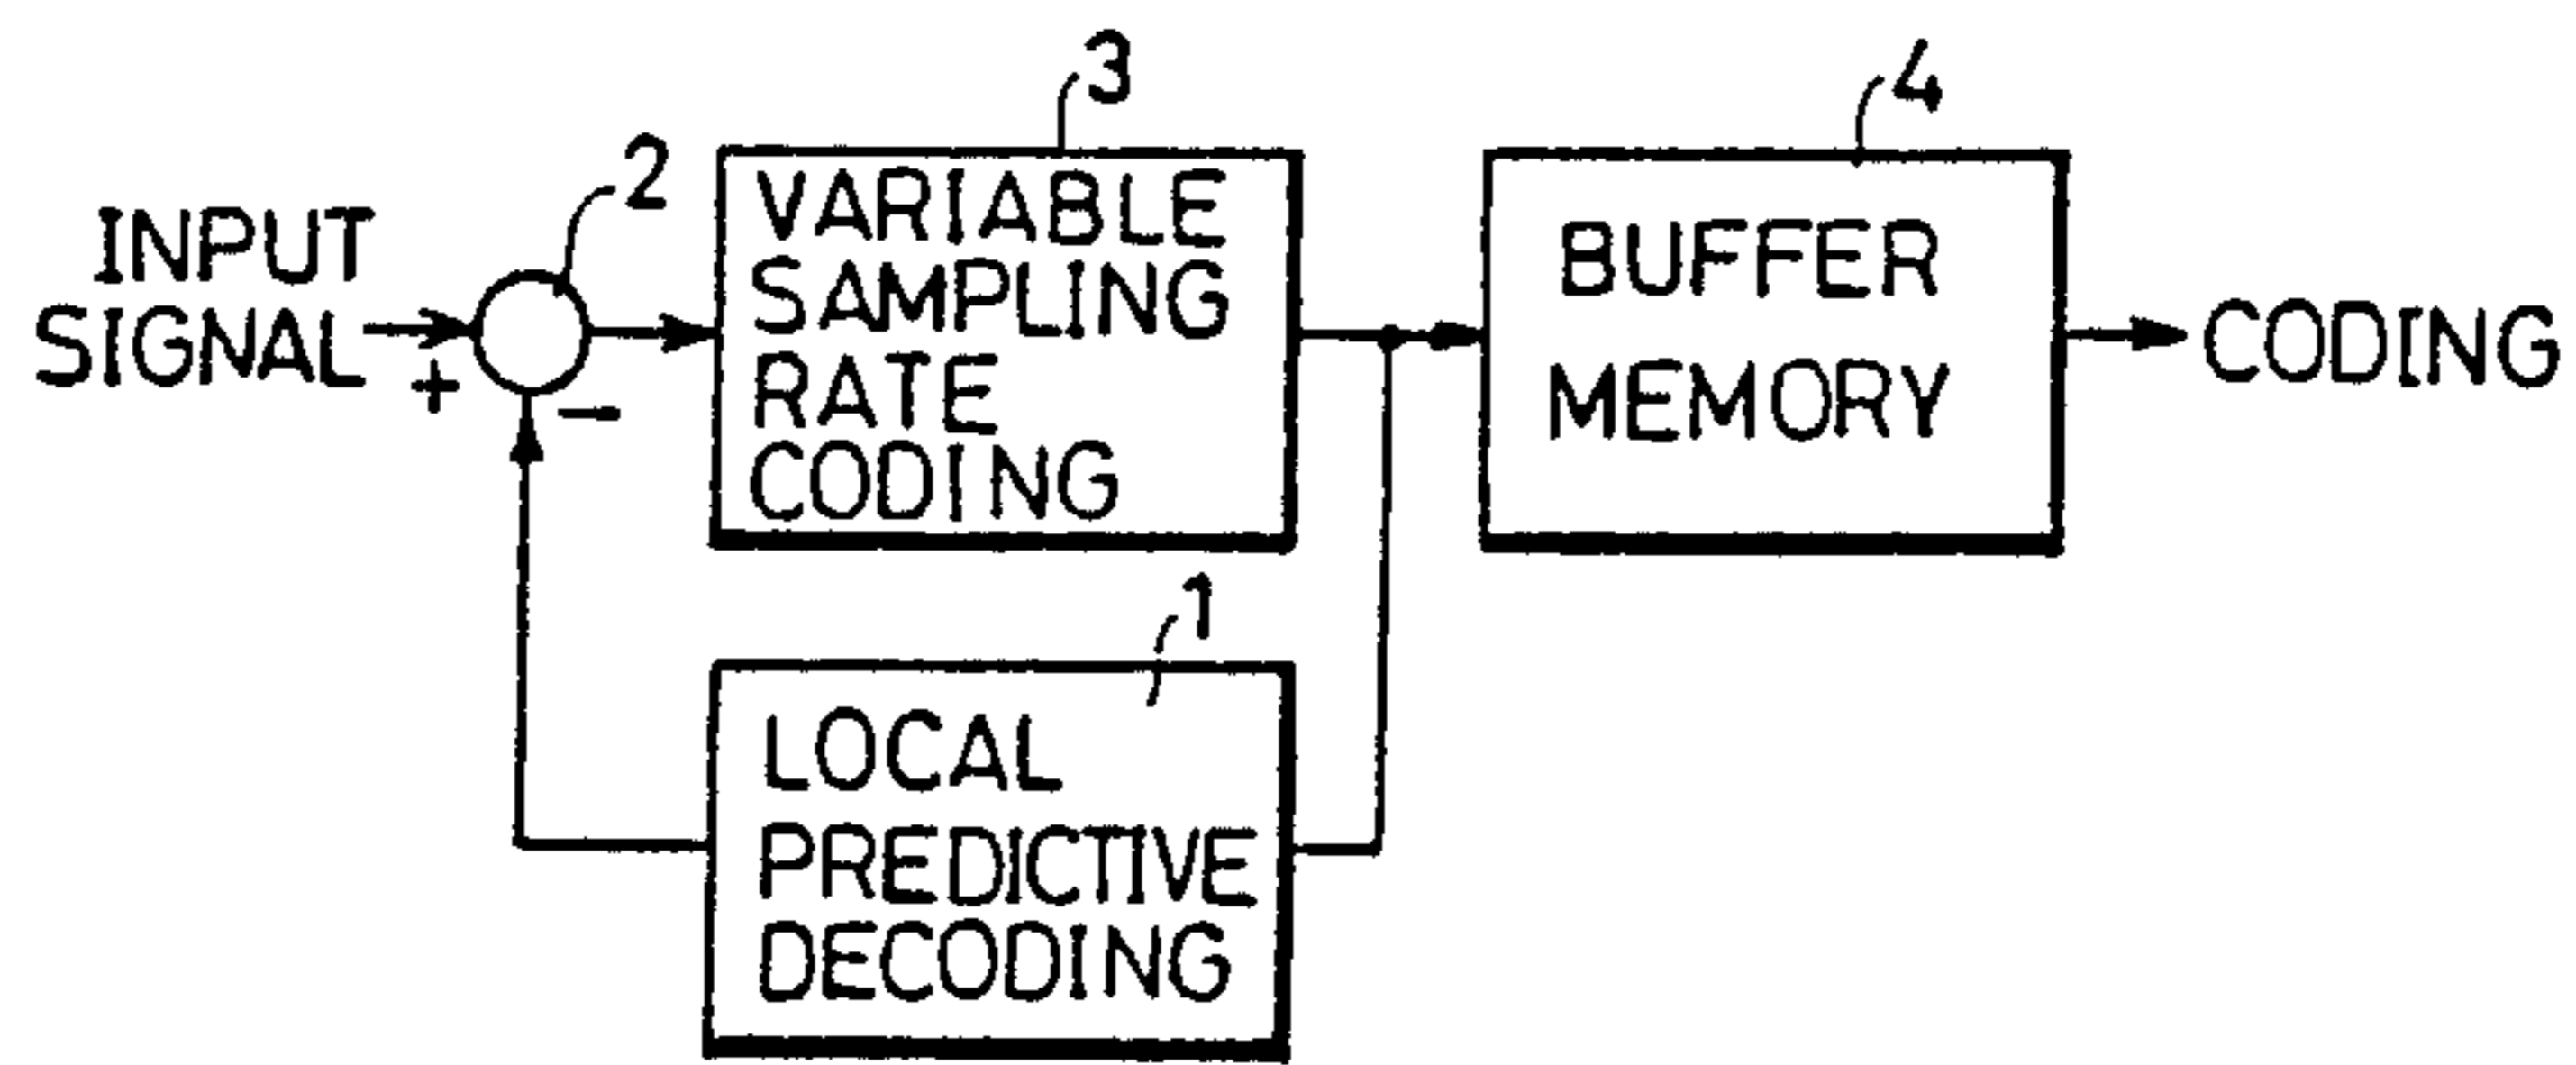 INPUT
SIGNAL
+
−
2
3
VARIABLE
SAMPLING
RATE
CODING
4
BUFFER
MEMORY
CODING
1
LOCAL
PREDICTIVE
DECODING